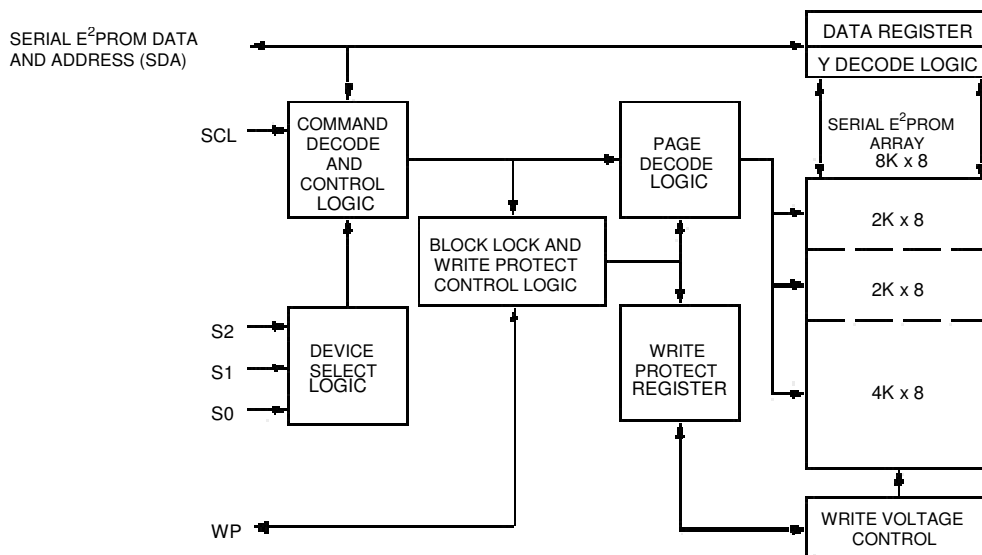 SERIAL E²PROM DATA
AND ADDRESS (SDA)
DATA REGISTER
Y DECODE LOGIC
SCL
COMMAND
DECODE
AND
CONTROL
LOGIC
PAGE
DECODE
LOGIC
SERIAL E²PROM
ARRAY
8K x 8
2K x 8
BLOCK LOCK AND
WRITE PROTECT
CONTROL LOGIC
2K x 8
S2
S1
S0
DEVICE
SELECT
LOGIC
WRITE
PROTECT
REGISTER
4K x 8
WP
WRITE VOLTAGE
CONTROL